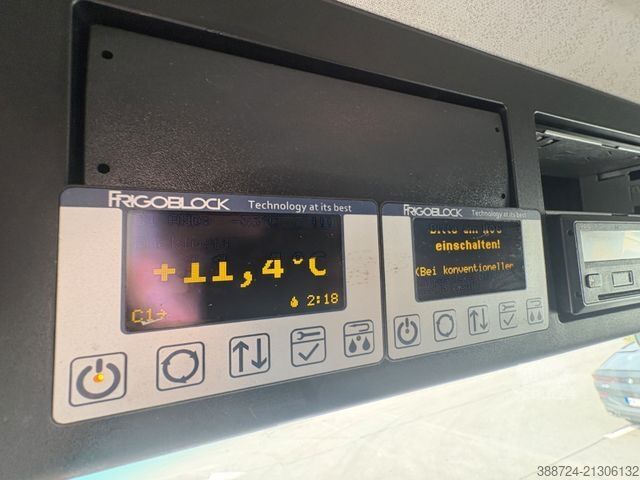 FRIGOBLOCK Technology at its best
+11,4°C
C1→ 2:18
FRIGOBLOCK Technology at its best
einschalten!
(Bei konventioneller
388724-21306132